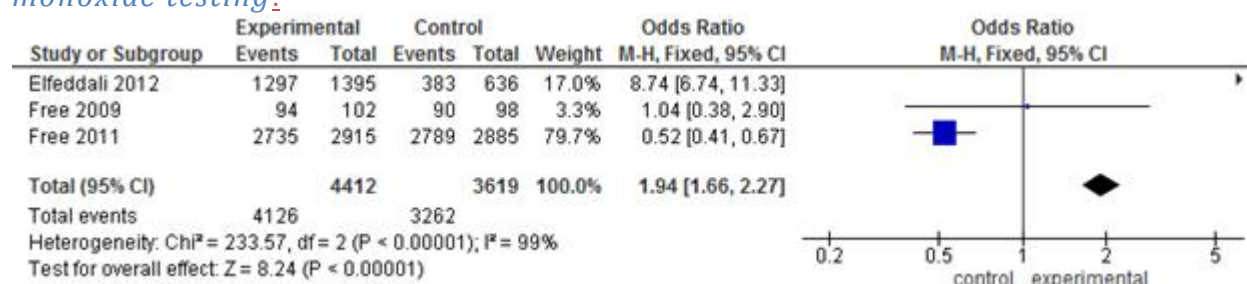 monoxide testing:
Experimental Control Odds Ratio Odds Ratio
Study or Subgroup Events Total Events Total Weight M-H, Fixed, 95% CI M-H, Fixed, 95% CI
Elfeddali 2012 1297 1395 383 636 17.0% 8.74 [6.74, 11.33]
Free 2009 94 102 90 98 3.3% 1.04 [0.38, 2.90]
Free 2011 2735 2915 2789 2885 79.7% 0.52 [0.41, 0.67]
Total (95% CI) 4412 3619 100.0% 1.94 [1.66, 2.27]
Total events 4126 3262
Heterogeneity: Chi² = 233.57, df = 2 (P < 0.00001); I² = 99%
Test for overall effect: Z = 8.24 (P < 0.00001)
0.2 0.5 1 2 5
control experimental